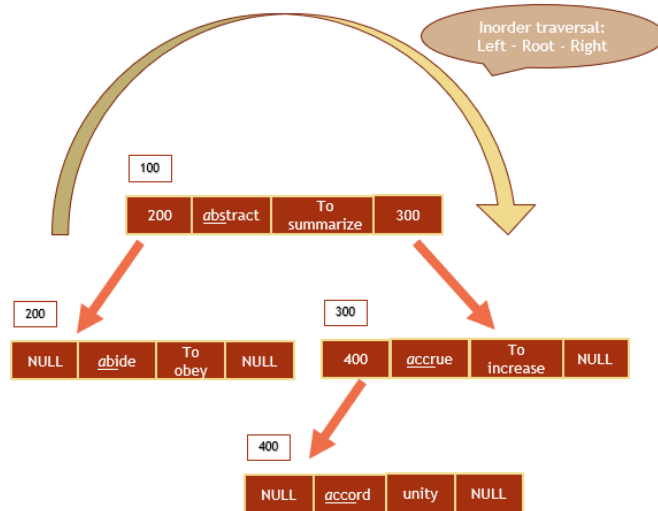 Inorder traversal:
Left - Root - Right
100
200 abstract To summarize 300
200
300
NULL abide To obey NULL
400 accrue To increase NULL
400
NULL accord unity NULL